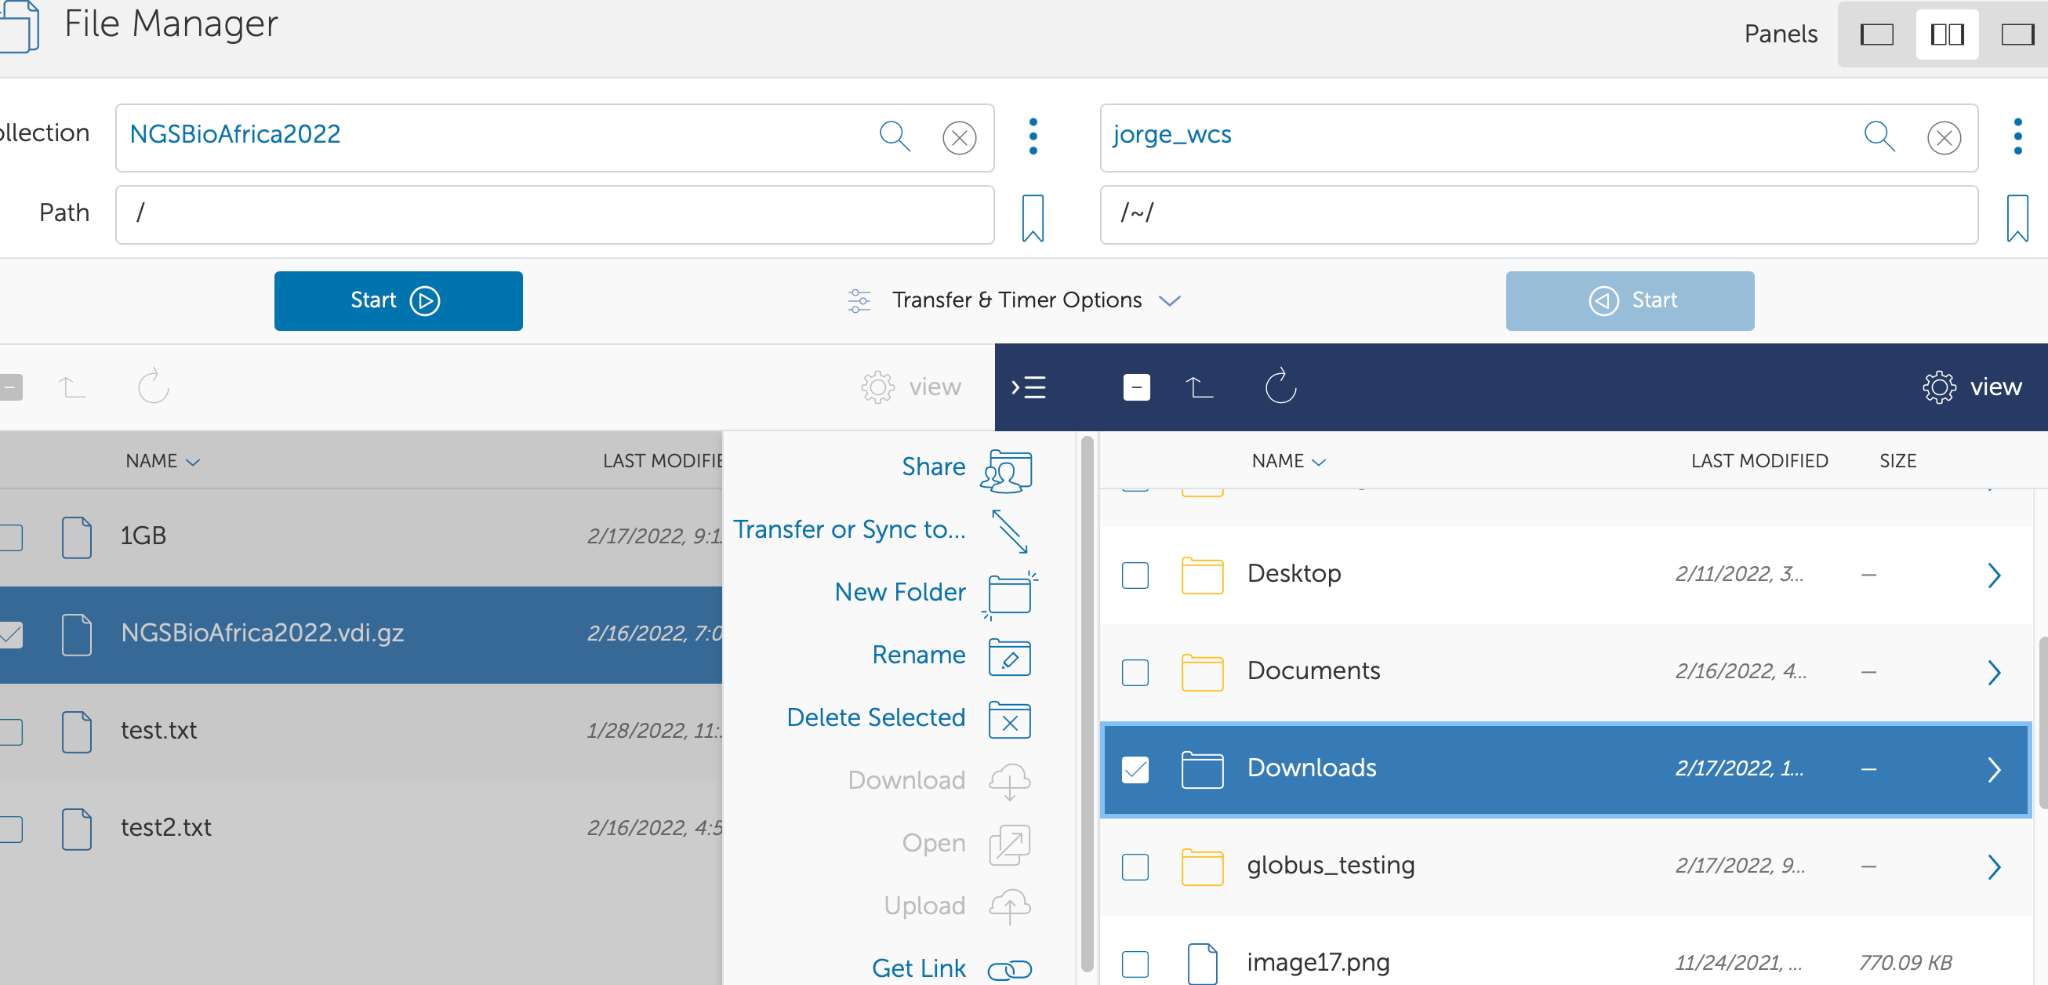 File Manager
Panels
ollection
NGSBioAfrica2022
jorge_wcs
Path
/
/~/
Start
Transfer & Timer Options
Start
view
view
NAME
LAST MODIFIE
1GB
2/17/2022, 9:1
NGSBioAfrica2022.vdi.gz
2/16/2022, 7:0
test.txt
1/28/2022, 11:
test2.txt
2/16/2022, 4:5
Share
Transfer or Sync to...
New Folder
Rename
Delete Selected
Download
Open
Upload
Get Link
NAME
LAST MODIFIED
SIZE
Desktop
2/11/2022, 3...
—
Documents
2/16/2022, 4...
—
Downloads
2/17/2022, 1...
—
globus_testing
2/17/2022, 9...
—
image17.png
11/24/2021, ...
770.09 KB